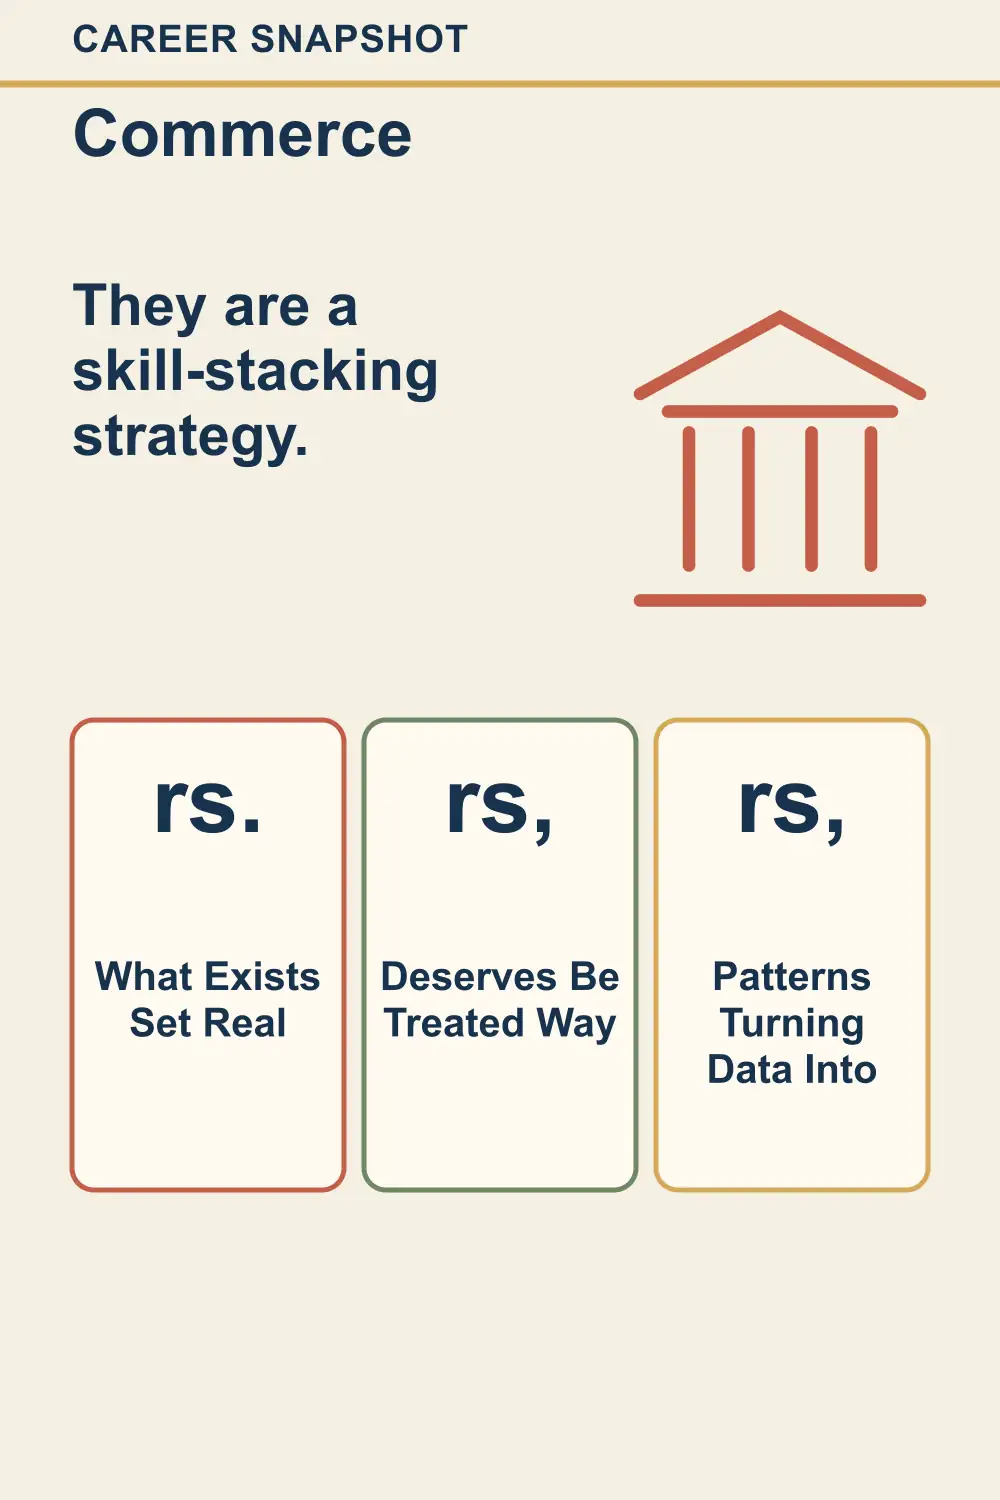 CAREER SNAPSHOT
Commerce
They are a
skill-stacking
strategy.
rs.
What Exists
Set Real
rs,
Deserves Be
Treated Way
rs,
Patterns
Turning
Data Into